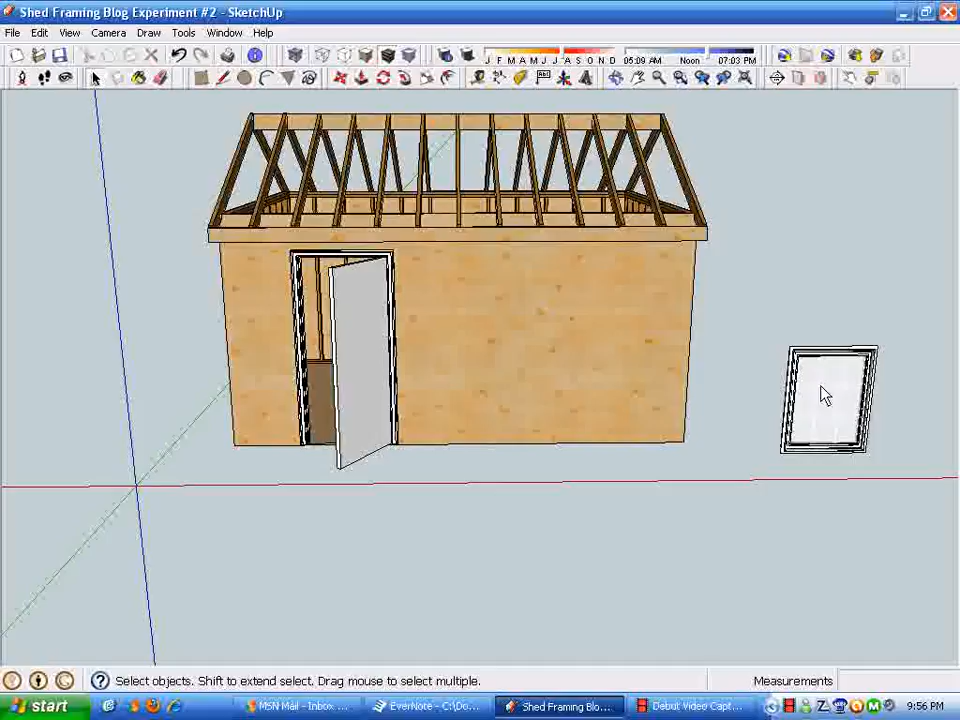 Shed Framing Blog Experiment #2 - SketchUp
File Edit View Camera Draw Tools Window Help
J F M A M J J A S O N D 05:09 AM Noon 07:03 PM
Select objects. Shift to extend select. Drag mouse to select multiple. Measurements
start MSN Mail - Inbox ... EverNote - C:\Do... Shed Framing Blo... Debut Video Capt... 9:56 PM